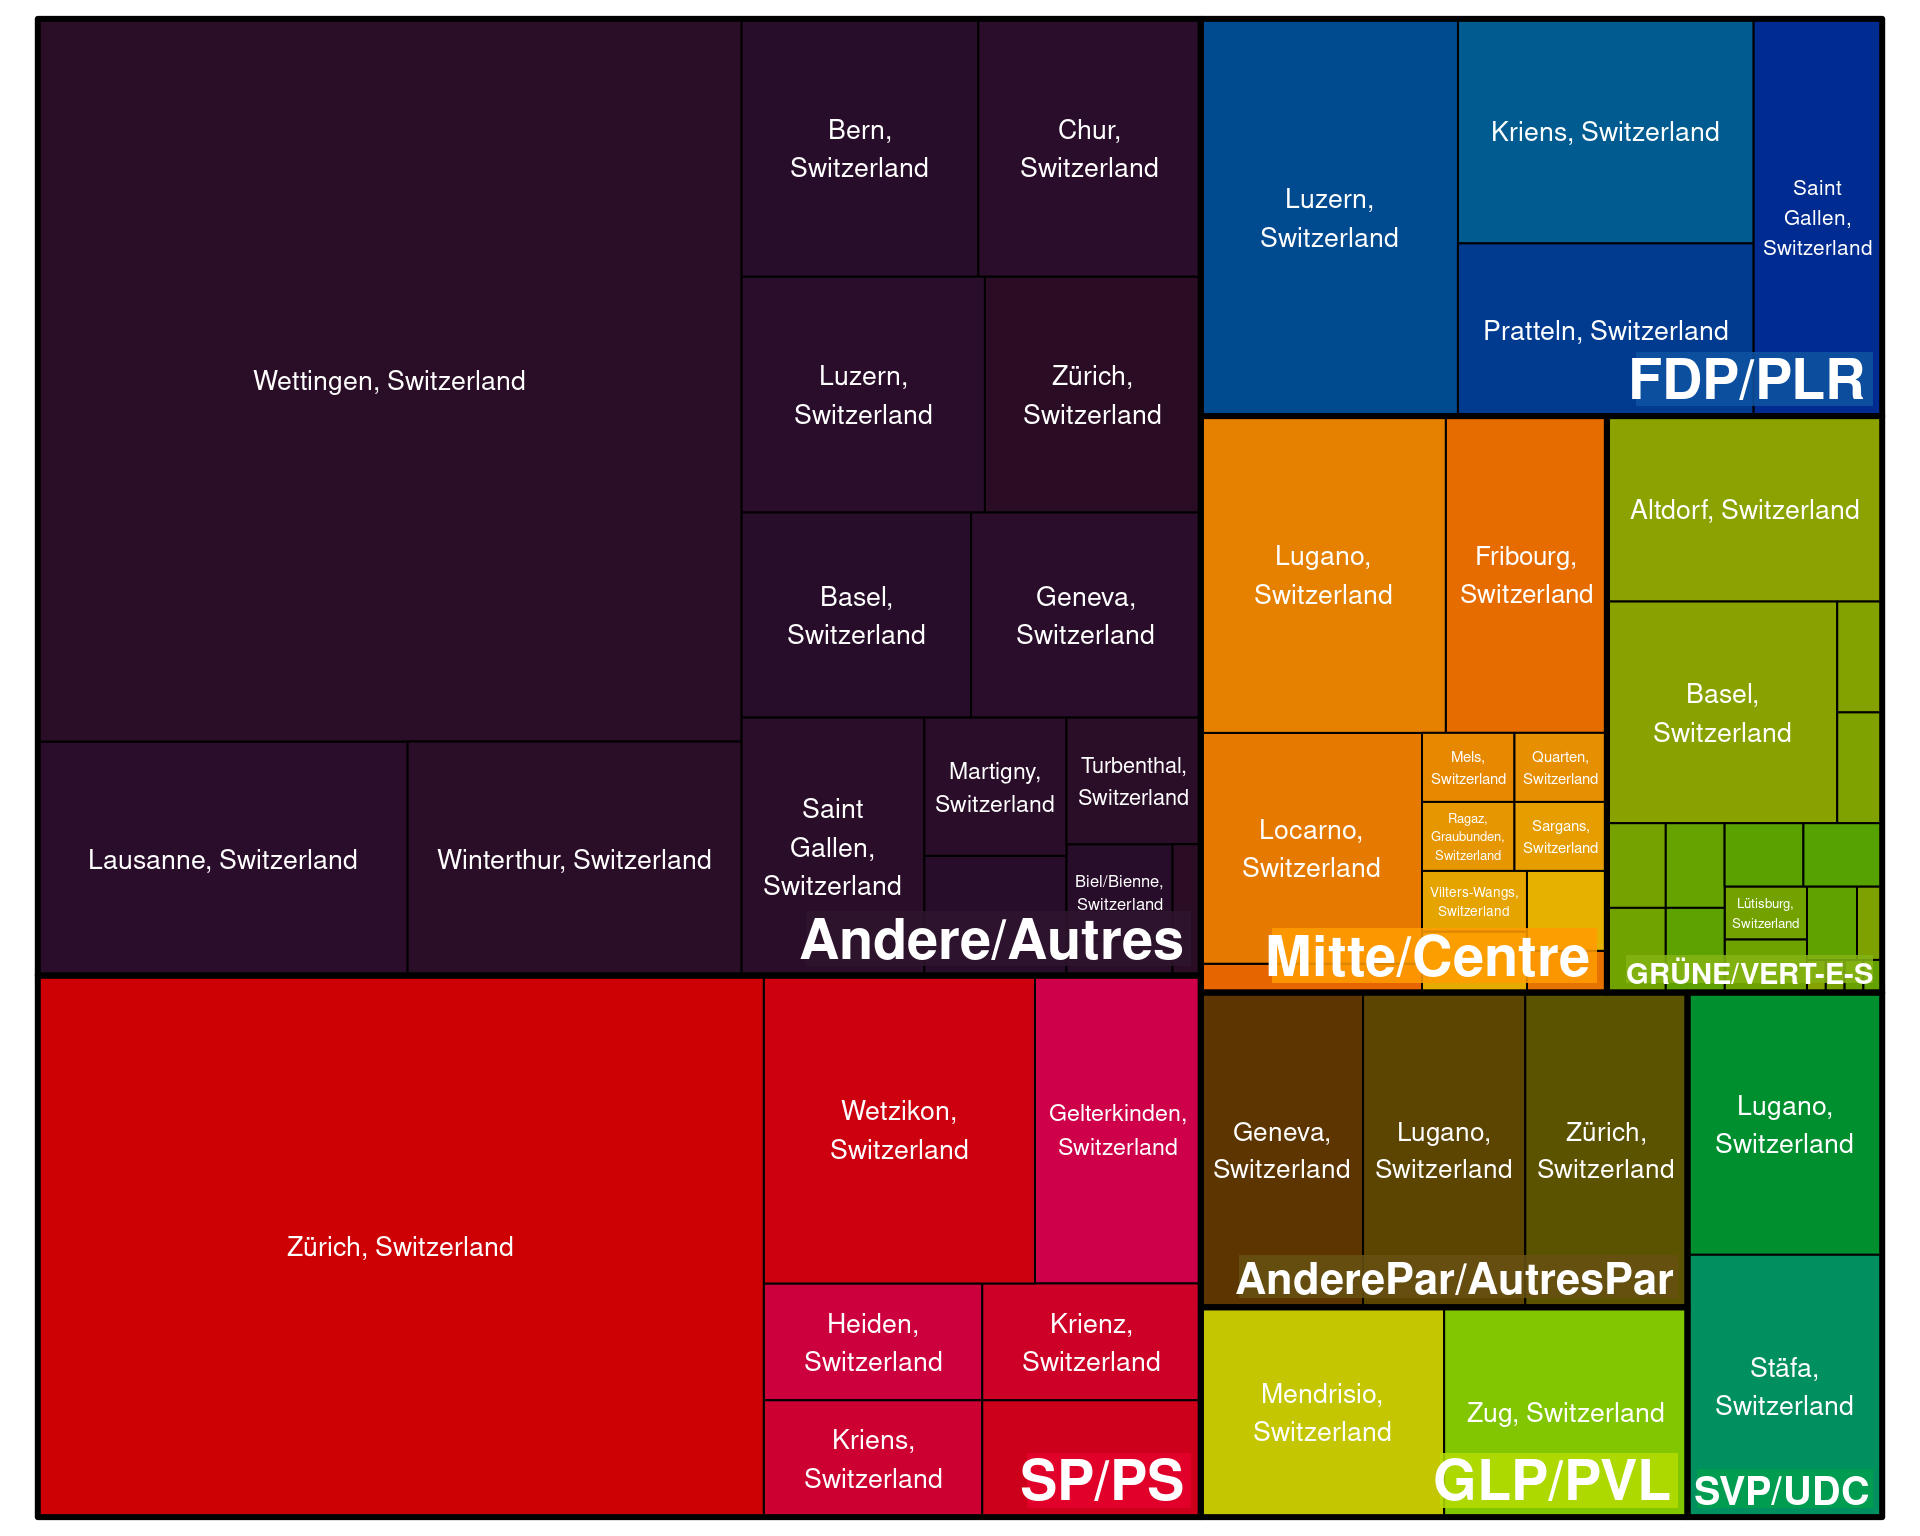 Wettingen, Switzerland
Lausanne, Switzerland
Winterthur, Switzerland
Bern,
Switzerland
Chur,
Switzerland
Luzern,
Switzerland
Zürich,
Switzerland
Basel,
Switzerland
Geneva,
Switzerland
Saint
Gallen,
Switzerland
Martigny,
Switzerland
Turbenthal,
Switzerland
Biel/Bienne,
Switzerland
Andere/Autres
Zürich, Switzerland
Wetzikon,
Switzerland
Gelterkinden,
Switzerland
Heiden,
Switzerland
Krienz,
Switzerland
Kriens,
Switzerland
SP/PS
Luzern,
Switzerland
Kriens, Switzerland
Pratteln, Switzerland
Saint
Gallen,
Switzerland
FDP/PLR
Lugano,
Switzerland
Fribourg,
Switzerland
Locarno,
Switzerland
Mels,
Switzerland
Quarten,
Switzerland
Ragaz,
Graubunden,
Switzerland
Sargans,
Switzerland
Vilters-Wangs,
Switzerland
Mitte/Centre
Altdorf, Switzerland
Basel,
Switzerland
Lütisburg,
Switzerland
GRÜNE/VERT-E-S
Geneva,
Switzerland
Lugano,
Switzerland
Zürich,
Switzerland
AnderePar/AutresPar
Mendrisio,
Switzerland
Zug, Switzerland
GLP/PVL
Lugano,
Switzerland
Stäfa,
Switzerland
SVP/UDC